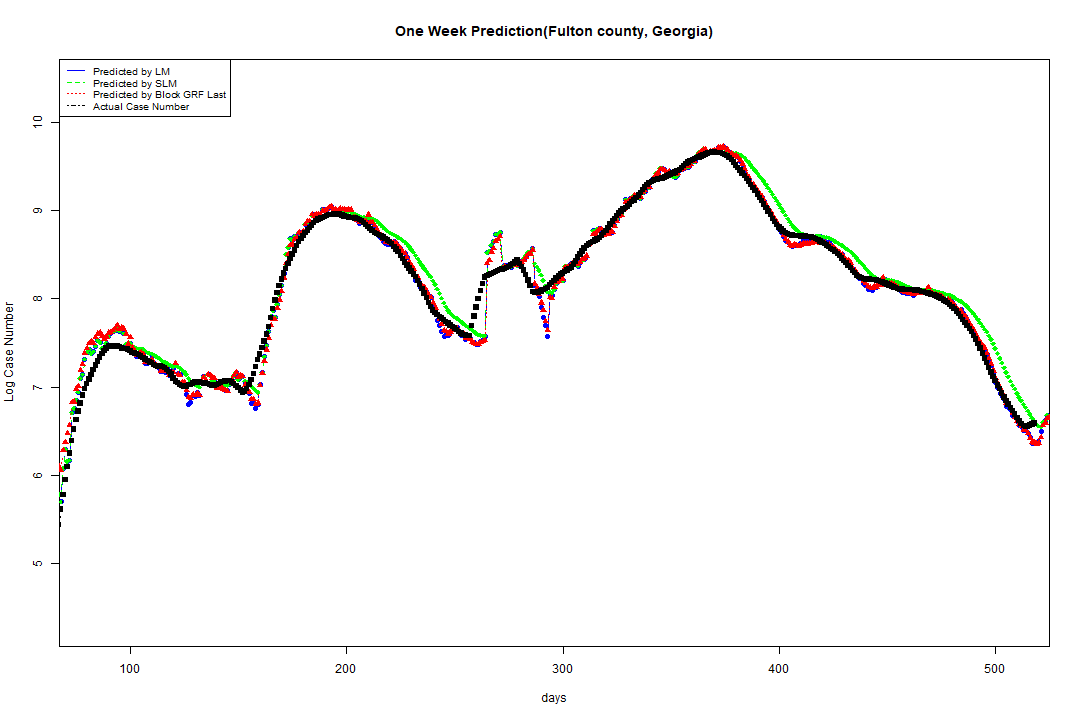 One Week Prediction(Fulton county, Georgia)
Predicted by LM
Predicted by SLM
Predicted by Block GRF Last
Actual Case Number
10
9
8
7
6
5
Log Case Number
100 200 300 400 500
days